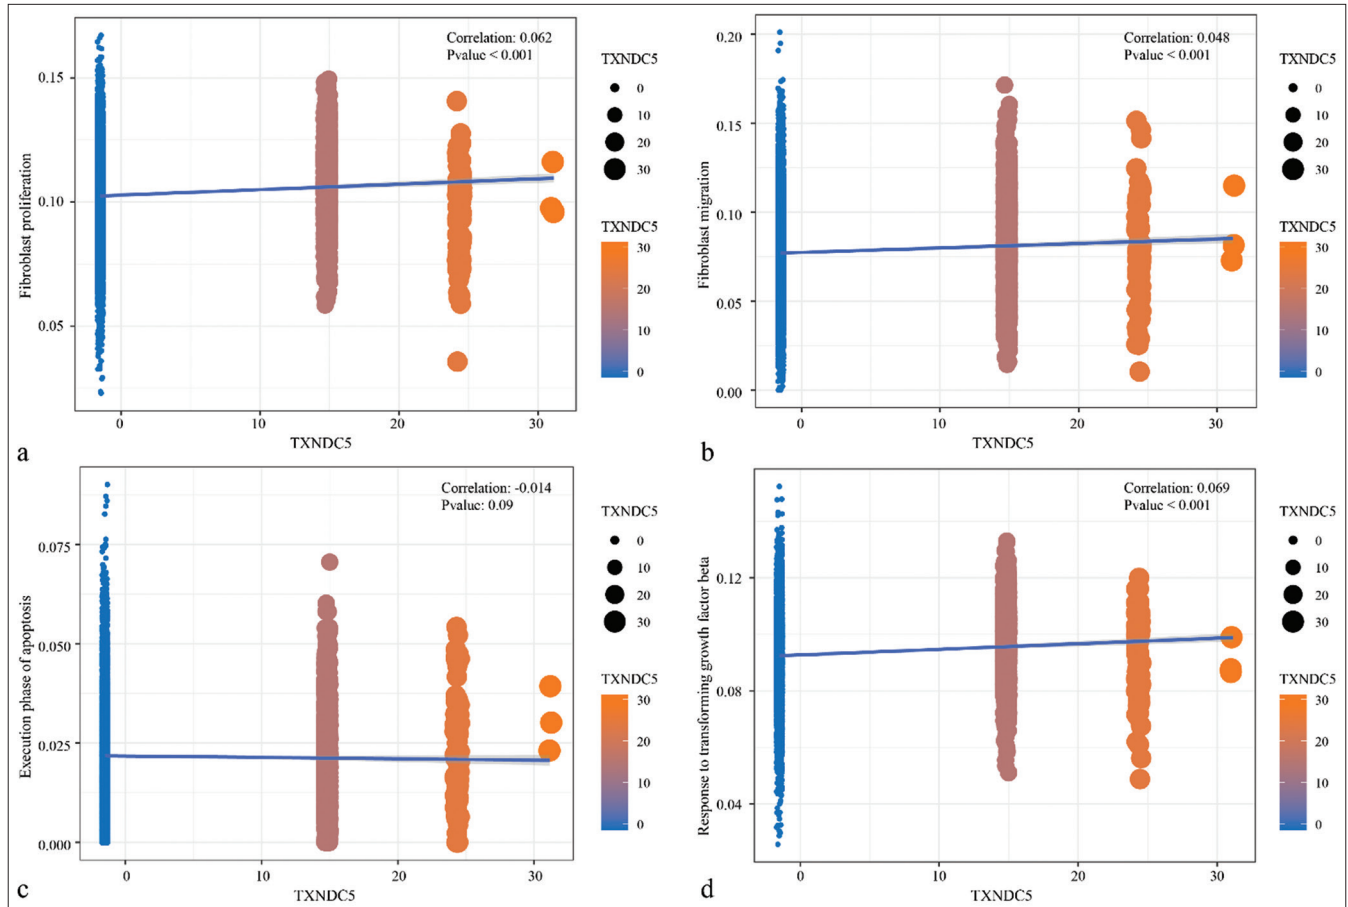 Correlation: 0.062
Pvalue < 0.001
Fibroblast proliferation
0.15
0.10
0.05
0
10
20
30
TXNDC5
TXNDC5
0
10
20
30
TXNDC5
30
20
10
0
a
Correlation: 0.048
Pvalue < 0.001
Fibroblast migration
0.20
0.15
0.10
0.05
0.00
0
10
20
30
TXNDC5
TXNDC5
0
10
20
30
TXNDC5
30
20
10
0
b
Correlation: -0.014
Pvalue: 0.09
Execution phase of apoptosis
0.075
0.050
0.025
0.000
0
10
20
30
TXNDC5
TXNDC5
0
10
20
30
TXNDC5
30
20
10
0
c
Correlation: 0.069
Pvalue < 0.001
Response to transforming growth factor beta
0.12
0.08
0.04
0
10
20
30
TXNDC5
TXNDC5
0
10
20
30
TXNDC5
30
20
10
0
d